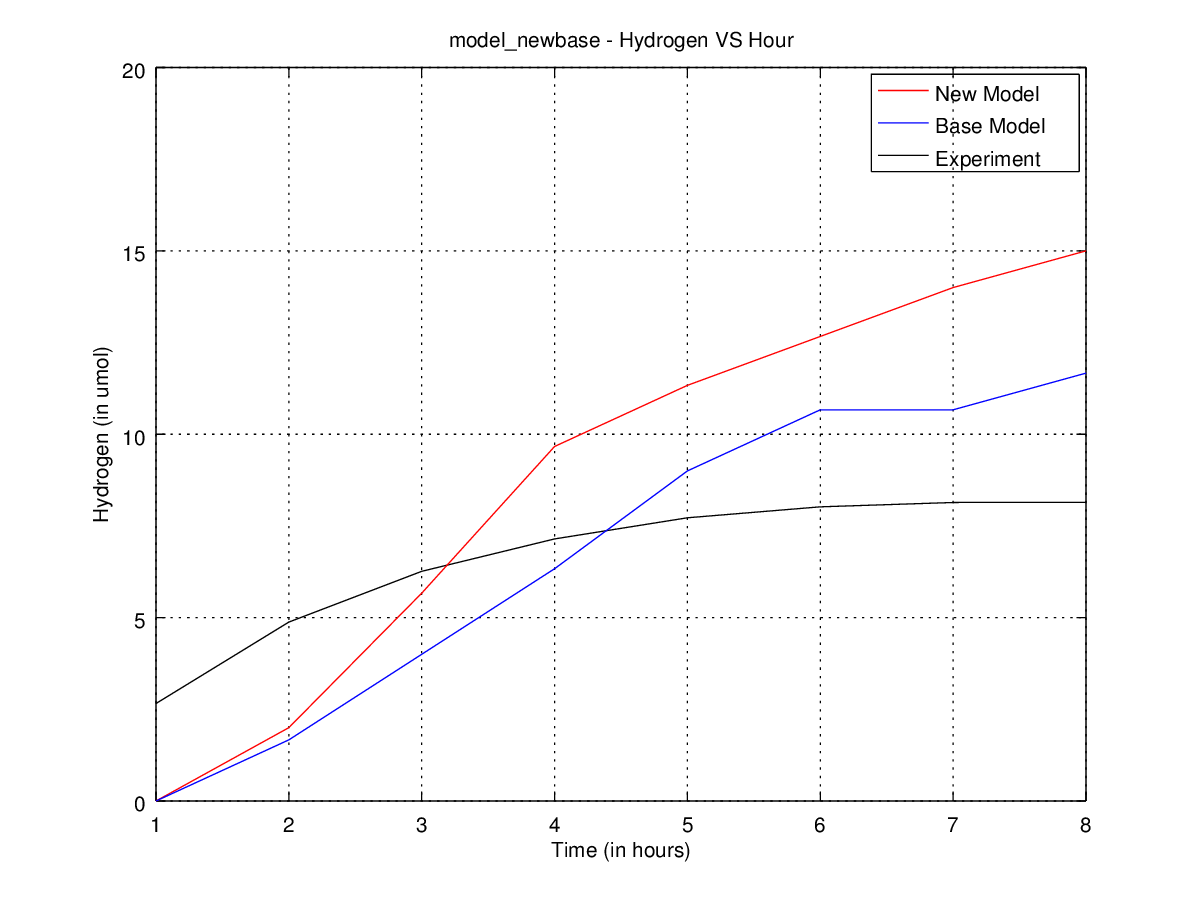 model_newbase - Hydrogen VS Hour
New Model
Base Model
Experiment
Hydrogen (in umol)
20
15
10
5
0
1 2 3 4 5 6 7 8
Time (in hours)